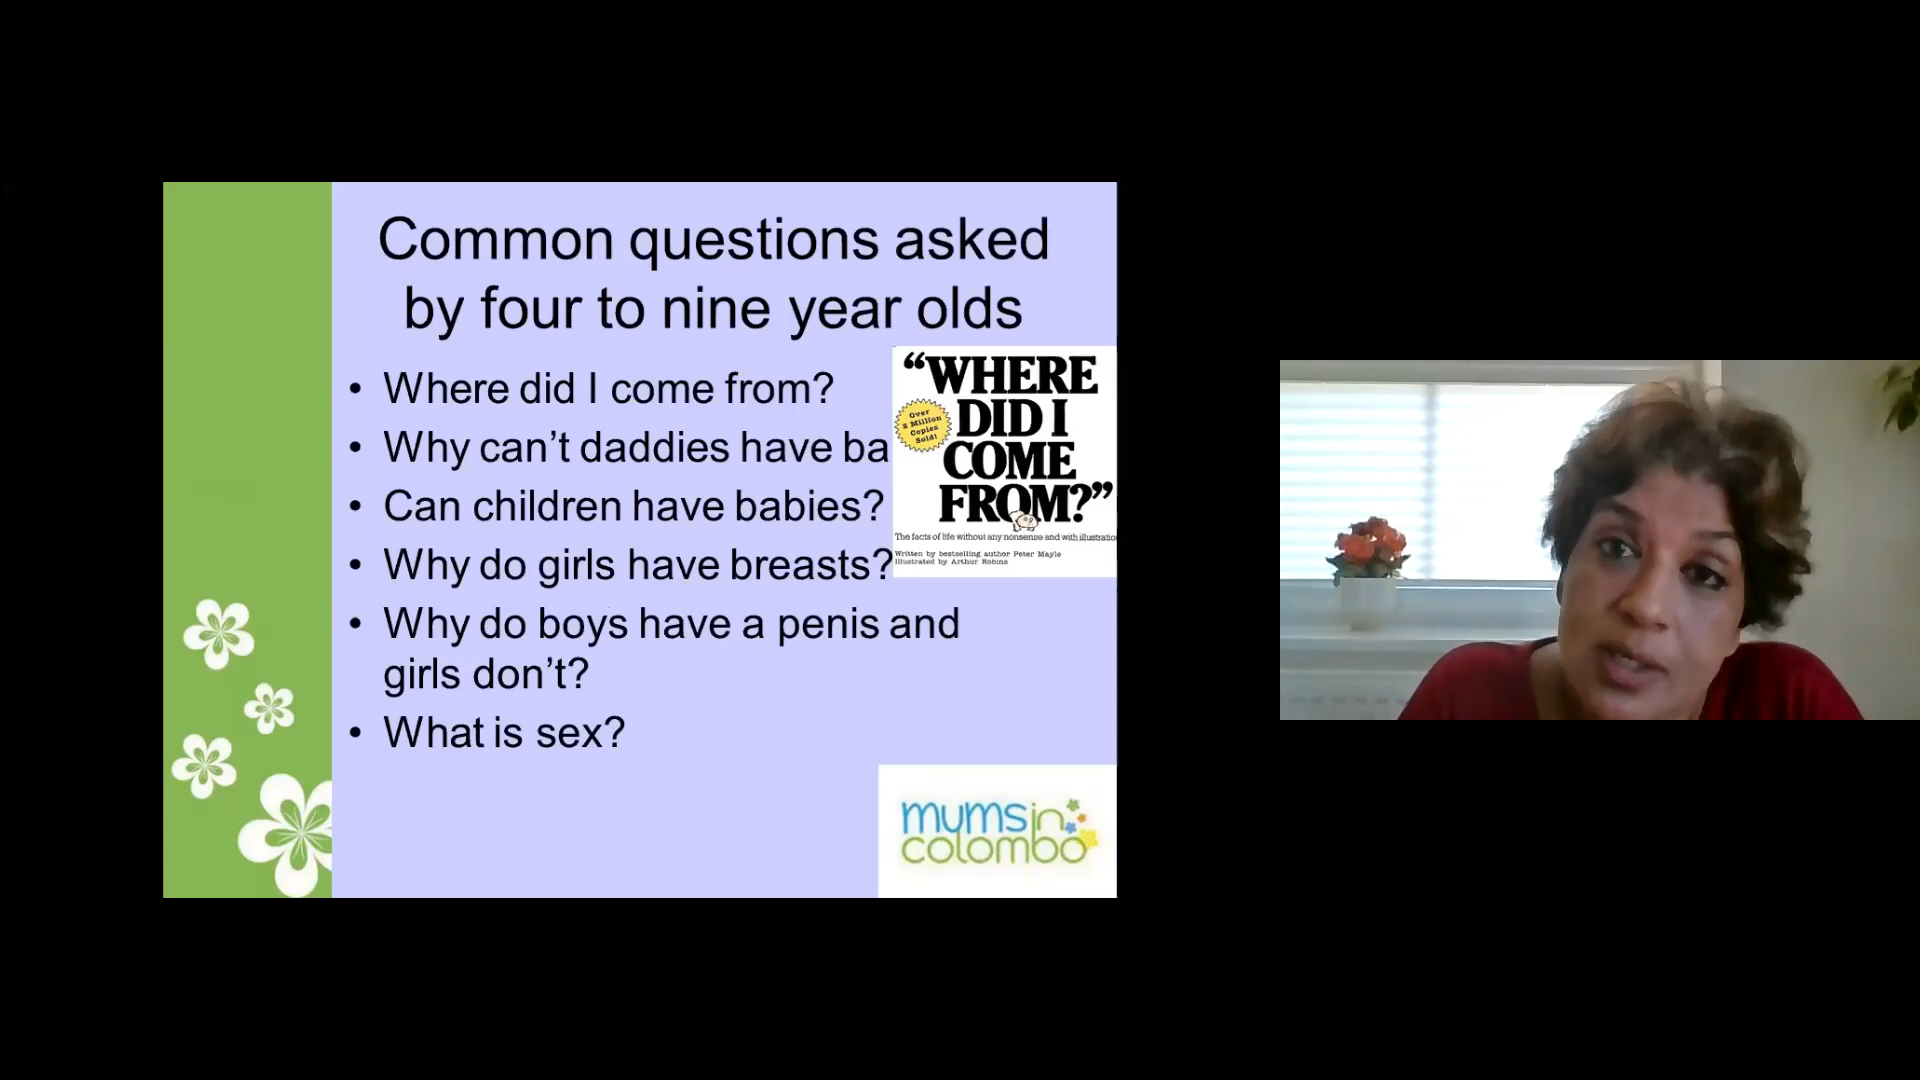 Common questions asked
by four to nine year olds
• Where did I come from?
• Why can’t daddies have ba
• Can children have babies?
• Why do girls have breasts?
• Why do boys have a penis and
girls don’t?
• What is sex?
“WHERE
DID I
COME
FROM?”
Over
2 Million
Copies
Sold!
The facts of life without any nonsense and with illustratio
Written by bestselling author Peter Mayle
Illustrated by Arthur Robins
mums in
colombo